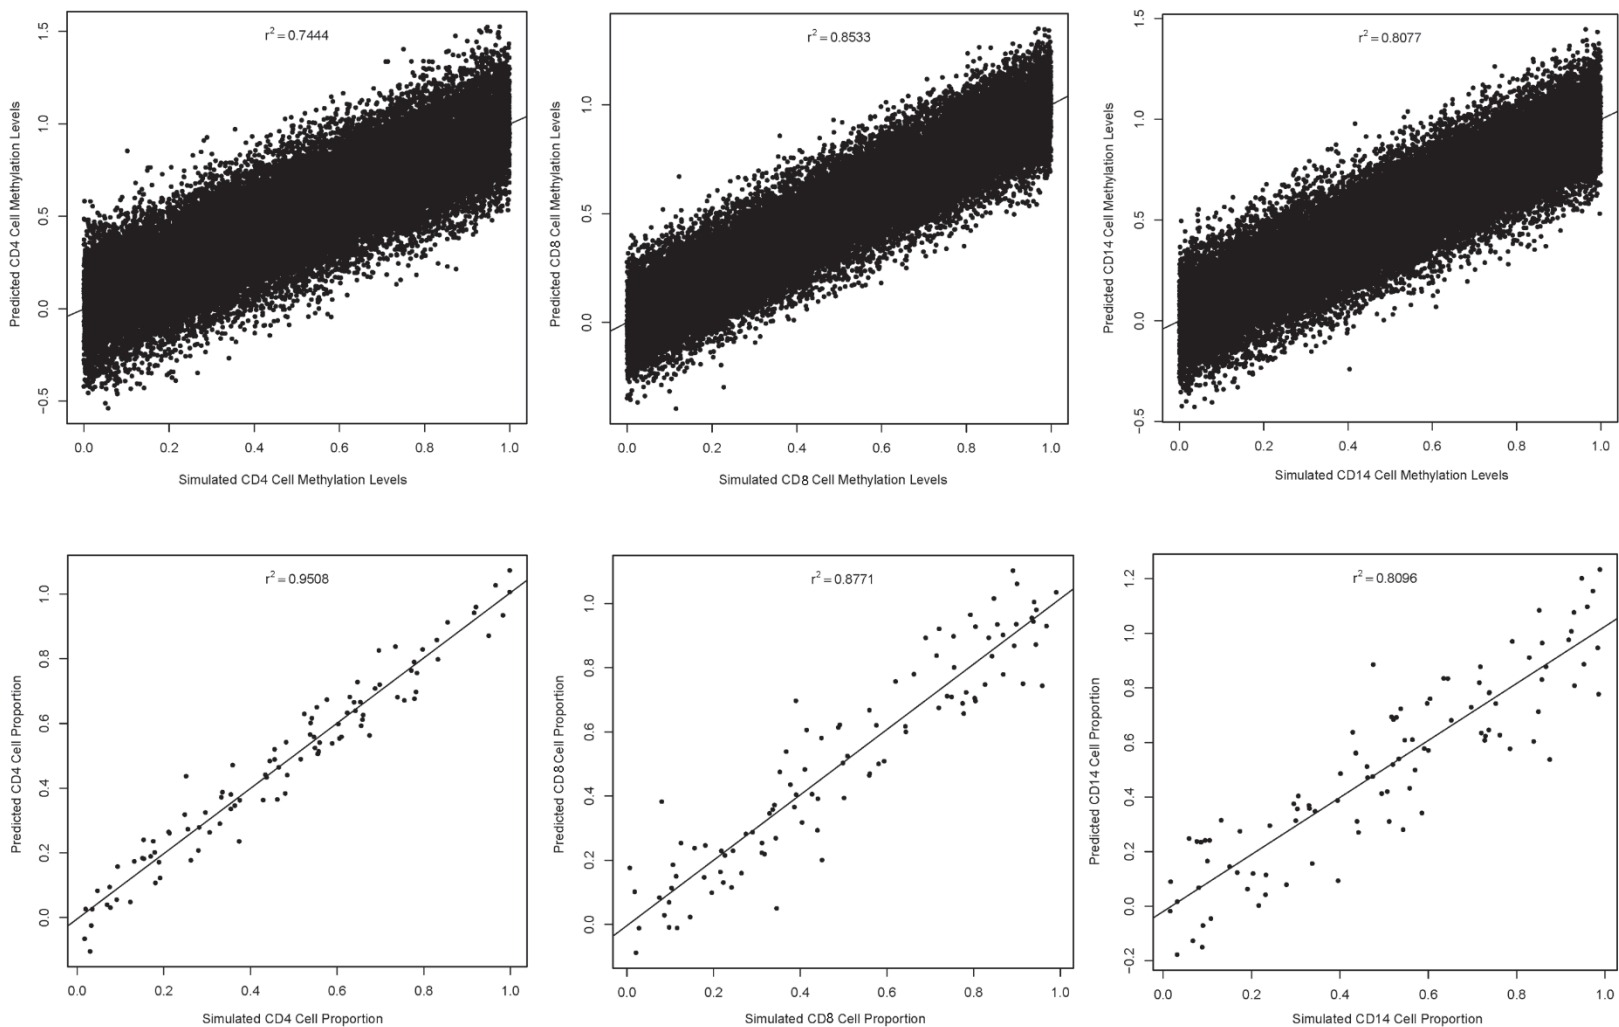 r² = 0.7444
Predicted CD4 Cell Methylation Levels
1.5
1.0
0.5
0.0
−0.5
0.0 0.2 0.4 0.6 0.8 1.0
Simulated CD4 Cell Methylation Levels
r² = 0.8533
Predicted CD8 Cell Methylation Levels
1.0
0.5
0.0
0.0 0.2 0.4 0.6 0.8 1.0
Simulated CD8 Cell Methylation Levels
r² = 0.8077
Predicted CD14 Cell Methylation Levels
1.5
1.0
0.5
0.0
−0.5
0.0 0.2 0.4 0.6 0.8 1.0
Simulated CD14 Cell Methylation Levels
r² = 0.9508
Predicted CD4 Cell Proportion
1.0
0.8
0.6
0.4
0.2
0.0
0.0 0.2 0.4 0.6 0.8 1.0
Simulated CD4 Cell Proportion
r² = 0.8771
Predicted CD8 Cell Proportion
1.0
0.8
0.6
0.4
0.2
0.0
0.0 0.2 0.4 0.6 0.8 1.0
Simulated CD8 Cell Proportion
r² = 0.8096
Predicted CD14 Cell Proportion
1.2
1.0
0.8
0.6
0.4
0.2
0.0
−0.2
0.0 0.2 0.4 0.6 0.8 1.0
Simulated CD14 Cell Proportion